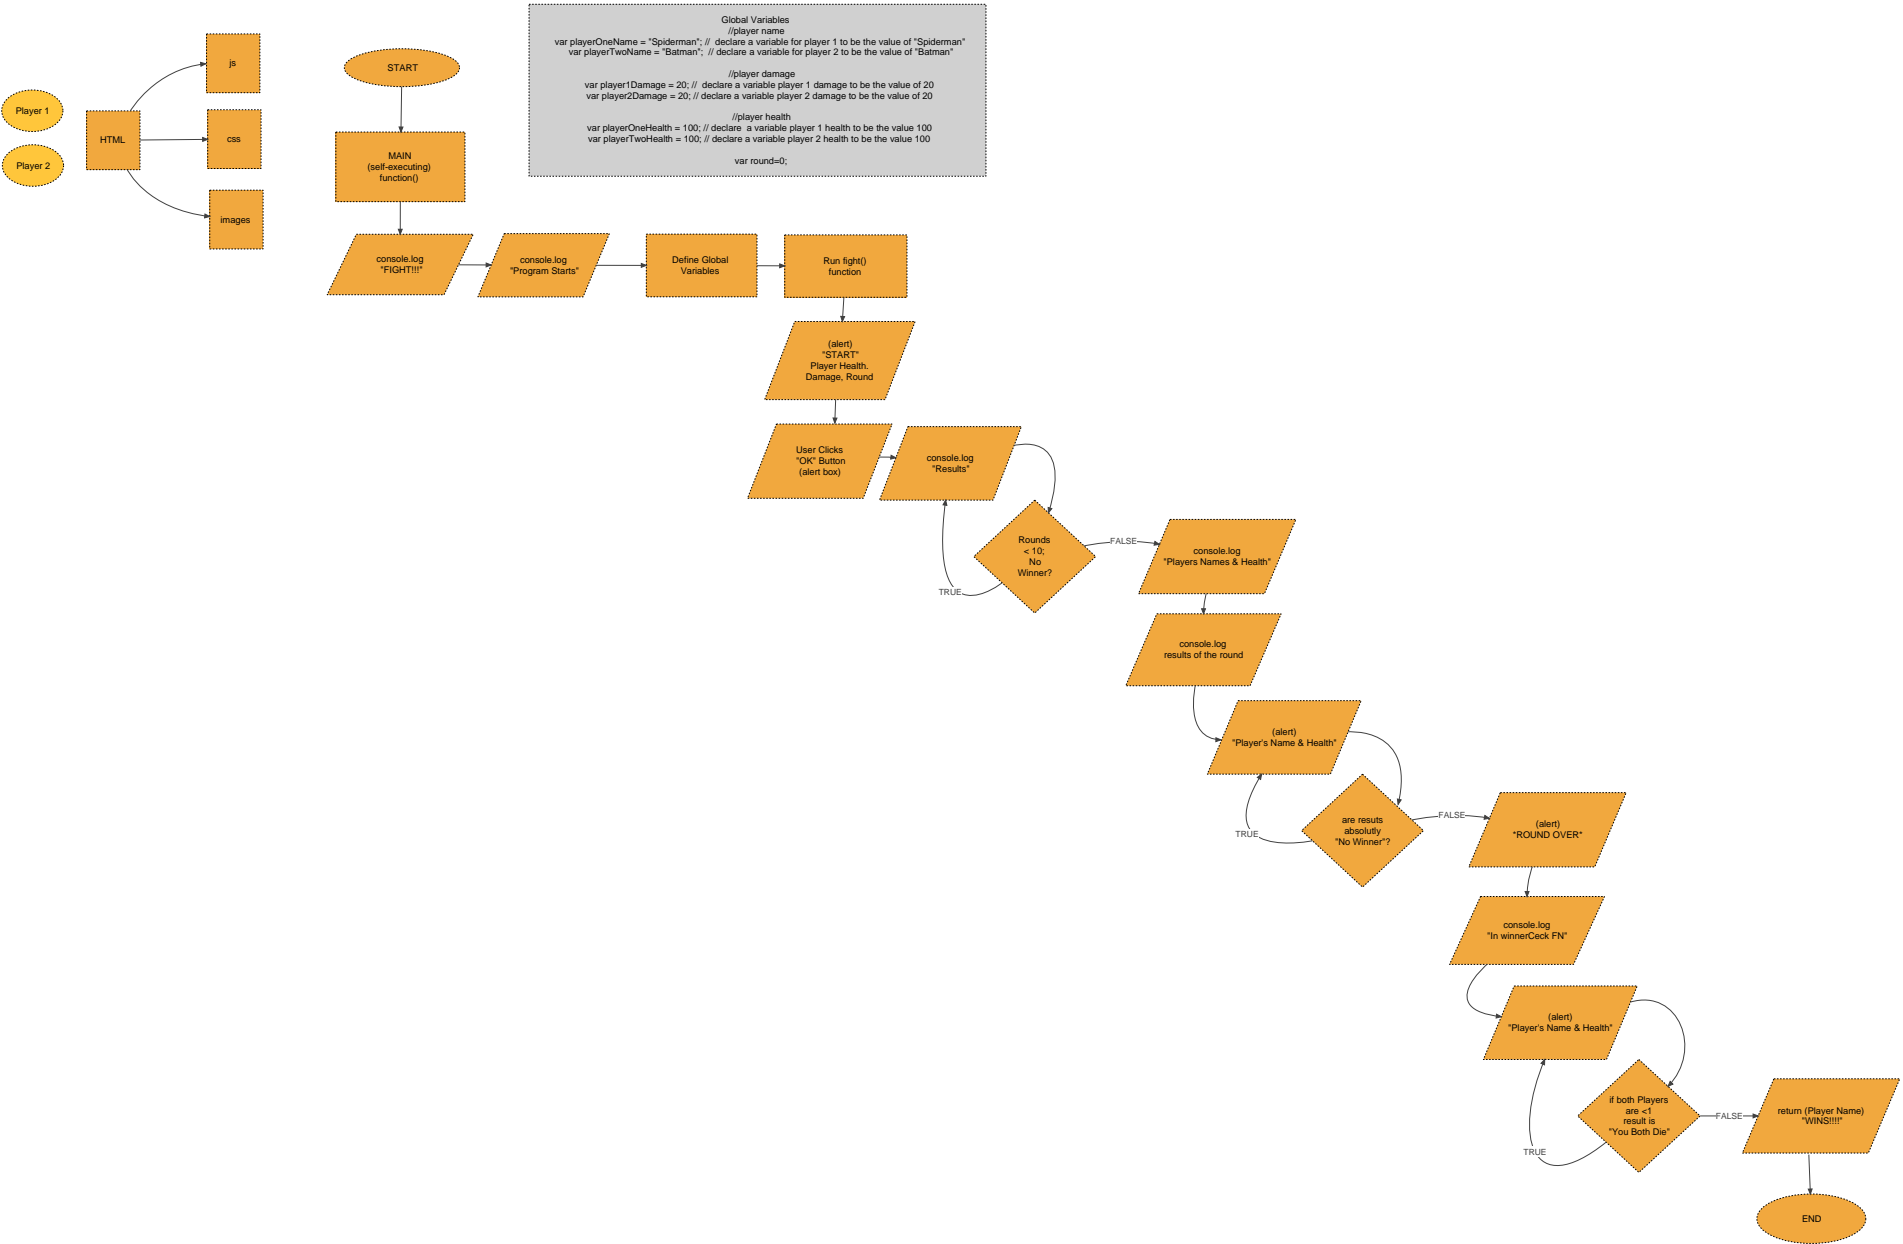 Global Variables
//player name
var playerOneName = "Spiderman"; //  declare a variable for player 1 to be the value of "Spiderman"
var playerTwoName = "Batman";  // declare a variable for player 2 to be the value of "Batman"
//player damage
var player1Damage = 20; //  declare a variable player 1 damage to be the value of 20
var player2Damage = 20; // declare a variable player 2 damage to be the value of 20
//player health
var playerOneHealth = 100; // declare  a variable player 1 health to be the value 100
var playerTwoHealth = 100; // declare a variable player 2 health to be the value 100
var round=0;
Player 1
Player 2
HTML
js
css
images
START
MAIN
(self-executing)
function()
console.log
"FIGHT!!!"
console.log
"Program Starts"
Define Global
Variables
Run fight()
function
(alert)
"START"
Player Health.
Damage, Round
User Clicks
"OK" Button
(alert box)
console.log
"Results"
Rounds
< 10;
No
Winner?
TRUE
FALSE
console.log
"Players Names & Health"
console.log
results of the round
(alert)
"Player's Name & Health"
are resuts
absolutly
"No Winner"?
TRUE
FALSE
(alert)
*ROUND OVER*
console.log
"In winnerCeck FN"
(alert)
"Player's Name & Health"
if both Players
are <1
result is
"You Both Die"
TRUE
FALSE
return (Player Name)
"WINS!!!!"
END